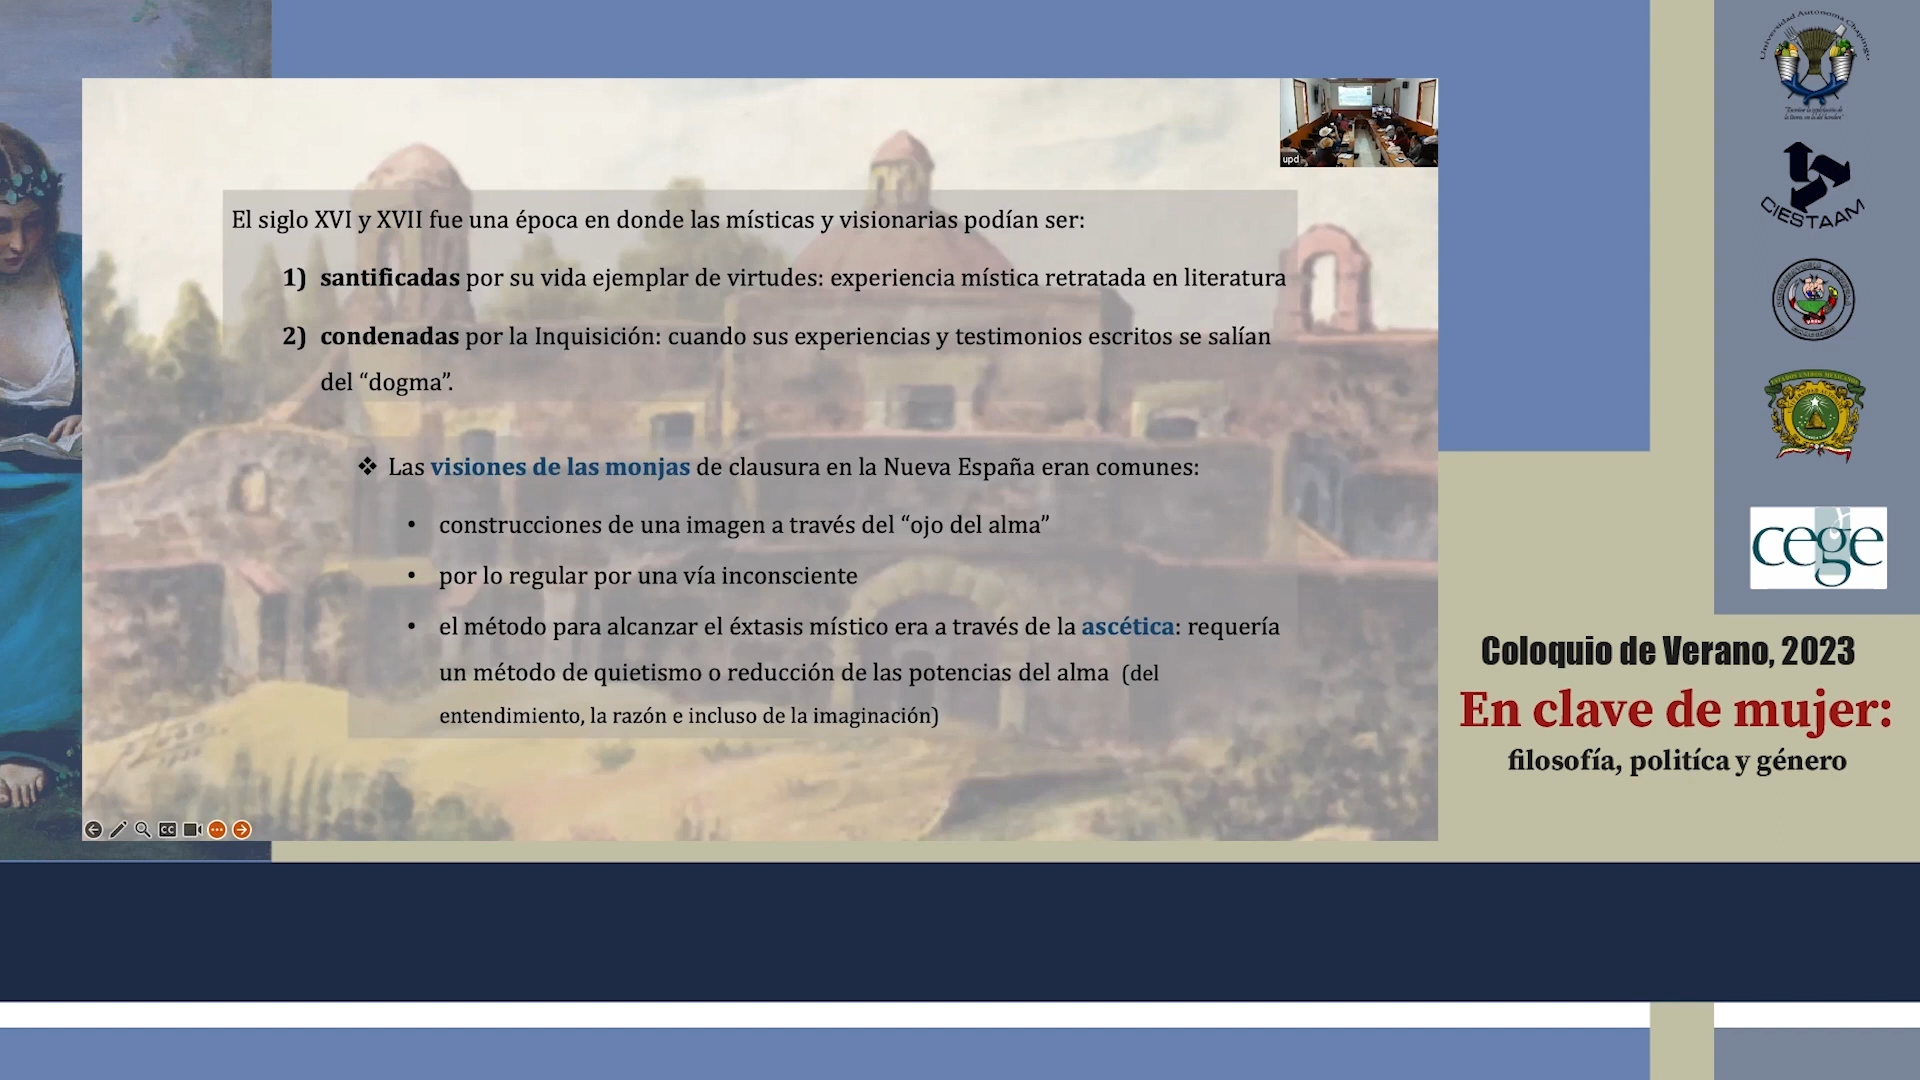 El siglo XVI y XVII fue una época en donde las místicas y visionarias podían ser:
1) santificadas por su vida ejemplar de virtudes: experiencia mística retratada en literatura
2) condenadas por la Inquisición: cuando sus experiencias y testimonios escritos se salían
del “dogma”.
❖ Las visiones de las monjas de clausura en la Nueva España eran comunes:
• construcciones de una imagen a través del “ojo del alma”
• por lo regular por una vía inconsciente
• el método para alcanzar el éxtasis místico era a través de la ascética: requería
un método de quietismo o reducción de las potencias del alma (del
entendimiento, la razón e incluso de la imaginación)
upd
CC
Universidad Autónoma Chapingo
CIESTAAM
cege
Coloquio de Verano, 2023
En clave de mujer:
filosofía, politíca y género